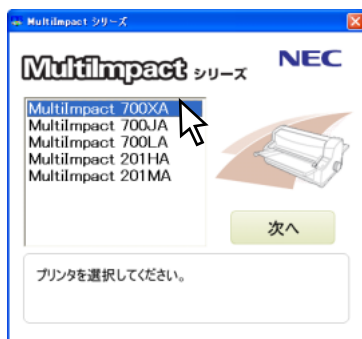 MultiImpact シリーズ
MultiImpact シリーズ
NEC
MultiImpact 700XA
MultiImpact 700JA
MultiImpact 700LA
MultiImpact 201HA
MultiImpact 201MA
次へ
プリンタを選択してください。